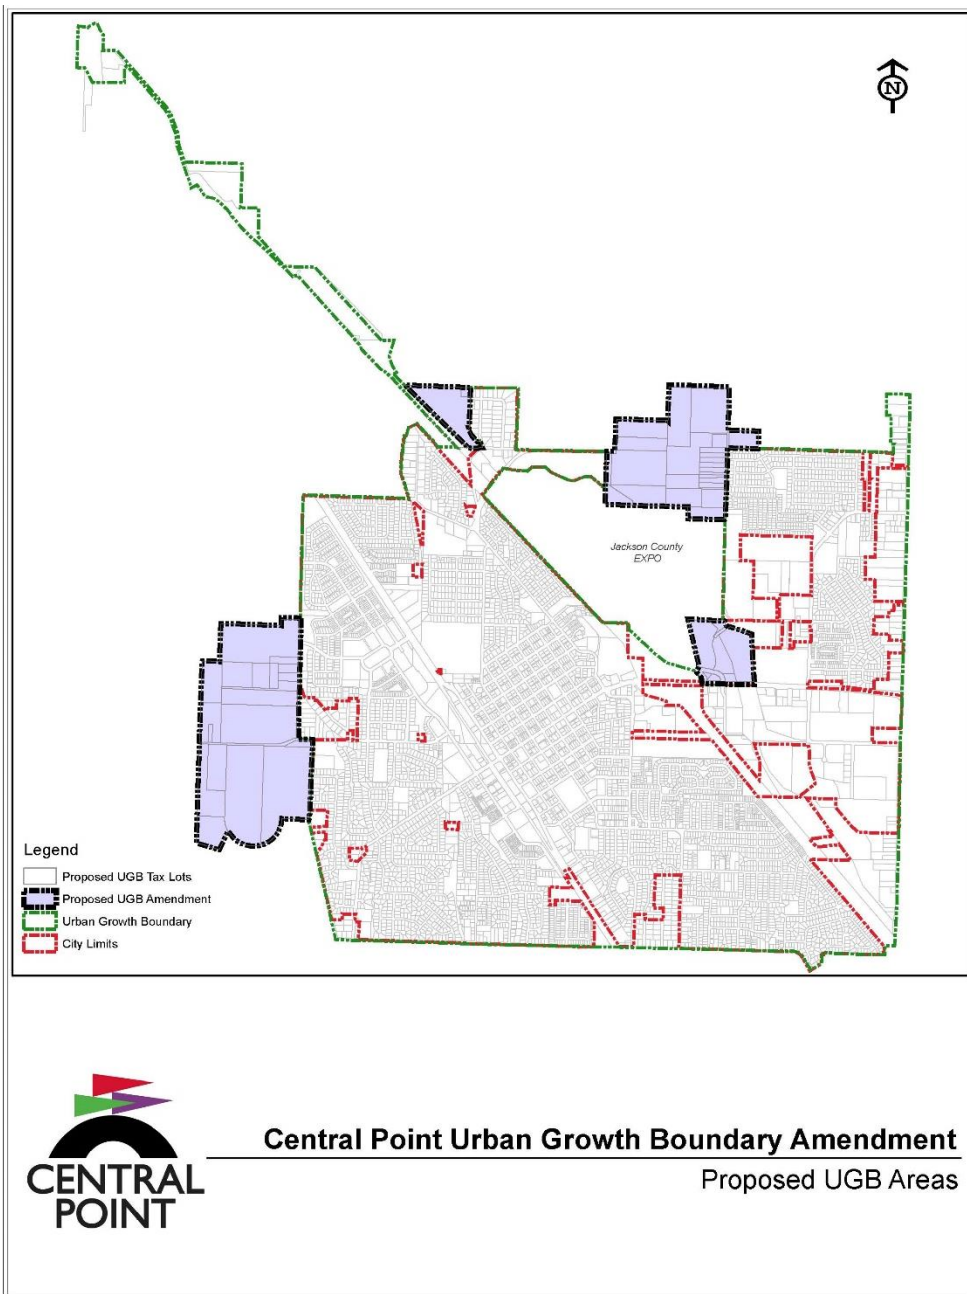 N
Jackson County
EXPO
Legend
Proposed UGB Tax Lots
Proposed UGB Amendment
Urban Growth Boundary
City Limits
CENTRAL
POINT
Central Point Urban Growth Boundary Amendment
Proposed UGB Areas